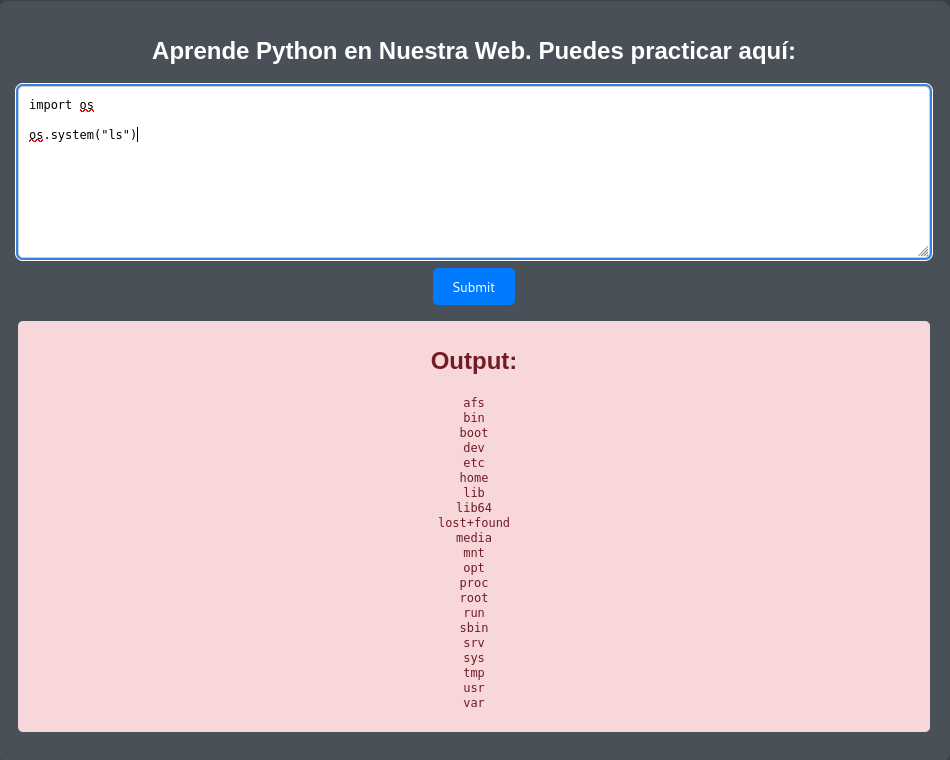 Aprende Python en Nuestra Web. Puedes practicar aquí:
import os
os.system("ls")
Submit
Output:
afs
bin
boot
dev
etc
home
lib
lib64
lost+found
media
mnt
opt
proc
root
run
sbin
srv
sys
tmp
usr
var